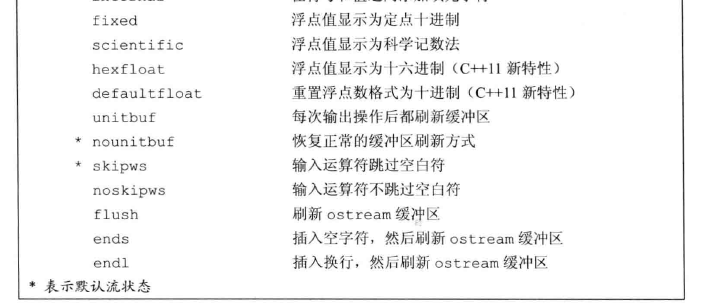 fixed 浮点值显示为定点十进制
scientific 浮点值显示为科学记数法
hexfloat 浮点值显示为十六进制（C++11 新特性）
defaultfloat 重置浮点数格式为十进制（C++11 新特性）
unitbuf 每次输出操作后都刷新缓冲区
* nounitbuf 恢复正常的缓冲区刷新方式
* skipws 输入运算符跳过空白符
noskipws 输入运算符不跳过空白符
flush 刷新 ostream 缓冲区
ends 插入空字符，然后刷新 ostream 缓冲区
endl 插入换行，然后刷新 ostream 缓冲区
* 表示默认流状态